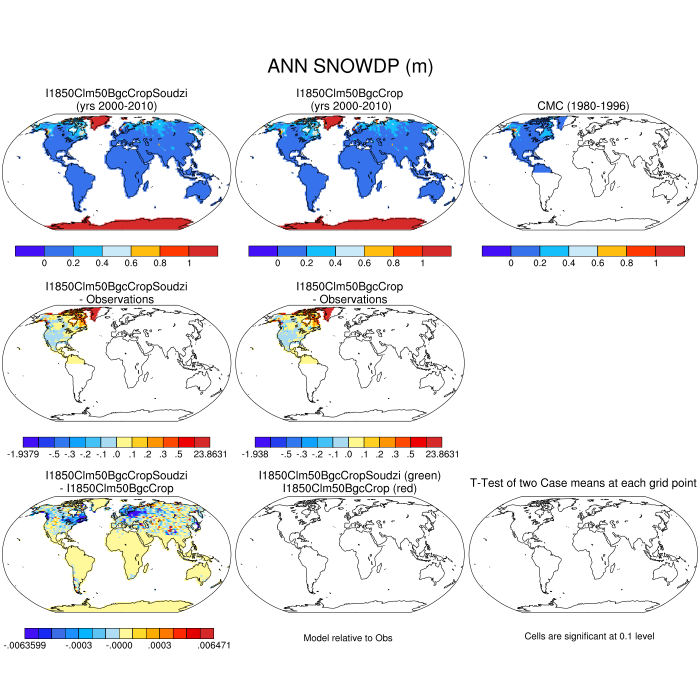 ANN SNOWDP (m)
I1850Clm50BgcCropSoudzi
(yrs 2000-2010)
I1850Clm50BgcCrop
(yrs 2000-2010)
CMC (1980-1996)
0 0.2 0.4 0.6 0.8 1
0 0.2 0.4 0.6 0.8 1
0 0.2 0.4 0.6 0.8 1
I1850Clm50BgcCropSoudzi
- Observations
I1850Clm50BgcCrop
- Observations
-1.9379 -.5 -.3 -.2 -.1 .0 .1 .2 .3 .5 23.8631
-1.938 -.5 -.3 -.2 -.1 .0 .1 .2 .3 .5 23.8631
I1850Clm50BgcCropSoudzi
- I1850Clm50BgcCrop
I1850Clm50BgcCropSoudzi (green)
I1850Clm50BgcCrop (red)
T-Test of two Case means at each grid point
-.0063599 -.0003 -.0000 .0003 .006471
Model relative to Obs
Cells are significant at 0.1 level